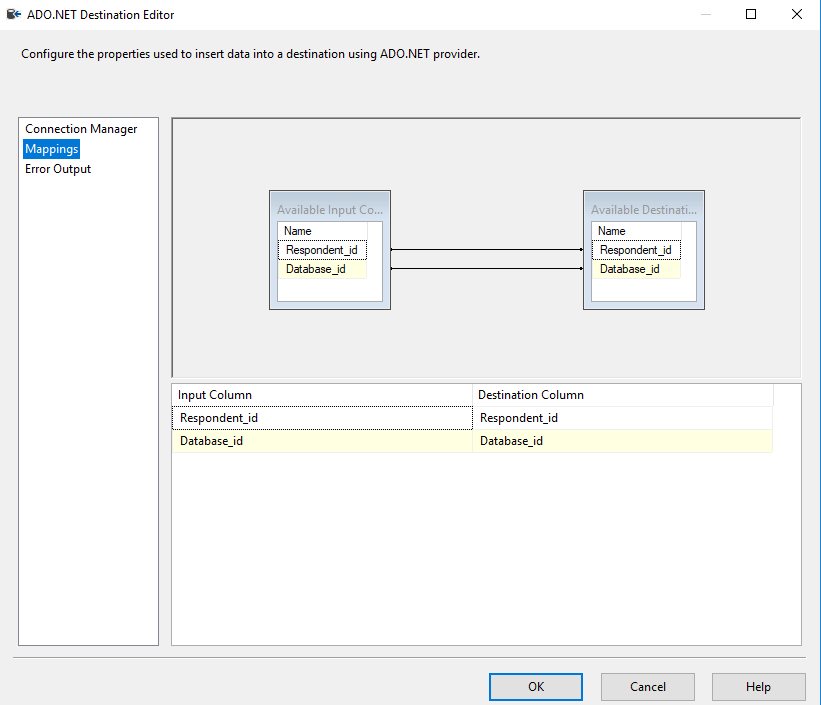 ADO.NET Destination Editor
Configure the properties used to insert data into a destination using ADO.NET provider.
Connection Manager
Mappings
Error Output
Available Input Co...
Name
Respondent_id
Database_id
Available Destinati...
Name
Respondent_id
Database_id
Input Column Destination Column
Respondent_id Respondent_id
Database_id Database_id
OK Cancel Help